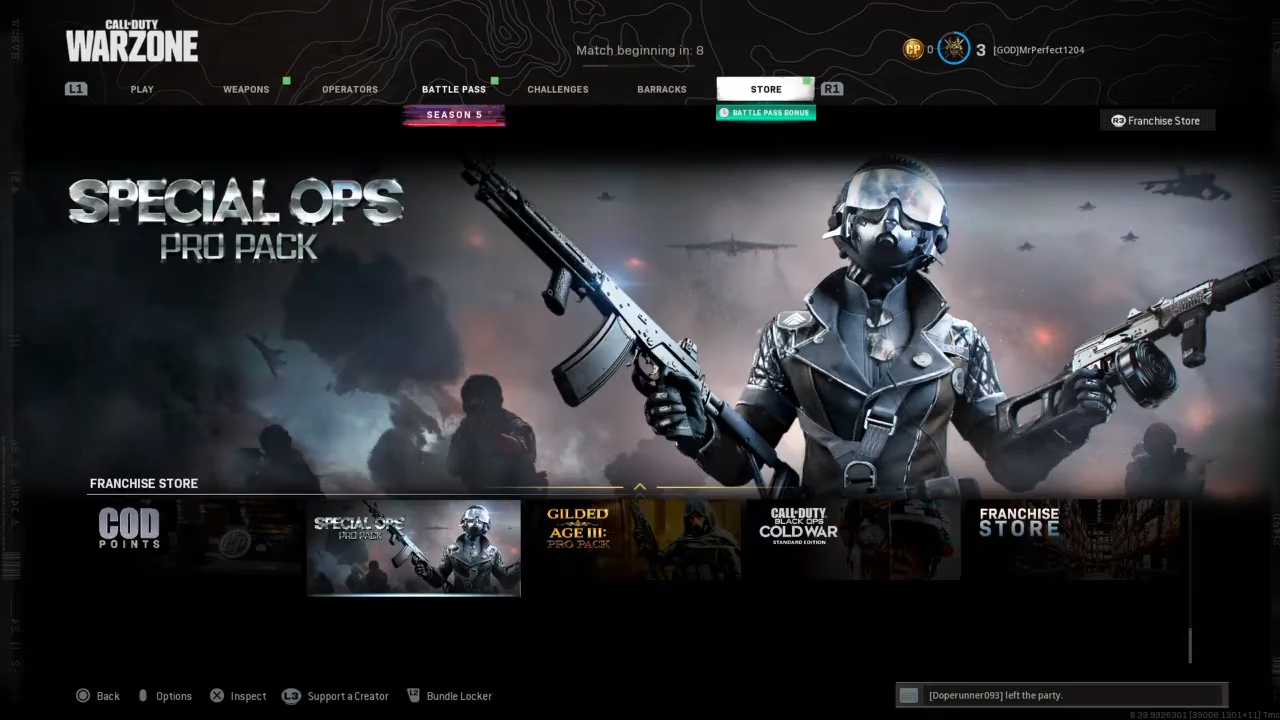 CALL OF DUTY
WARZONE
Match beginning in: 8
CP 0
3
[GOD]MrPerfect1204
L1
PLAY
WEAPONS
OPERATORS
BATTLE PASS
CHALLENGES
BARRACKS
STORE
R1
SEASON 5
BATTLE PASS BONUS
R3 Franchise Store
SPECIAL OPS
PRO PACK
FRANCHISE STORE
COD
POINTS
SPECIAL OPS
PRO PACK
GILDED
AGE III:
PRO PACK
CALL OF DUTY
BLACK OPS
COLD WAR
STANDARD EDITION
FRANCHISE
STORE
Back
Options
Inspect
L3 Support a Creator
L2 Bundle Locker
[Doperunner093] left the party.